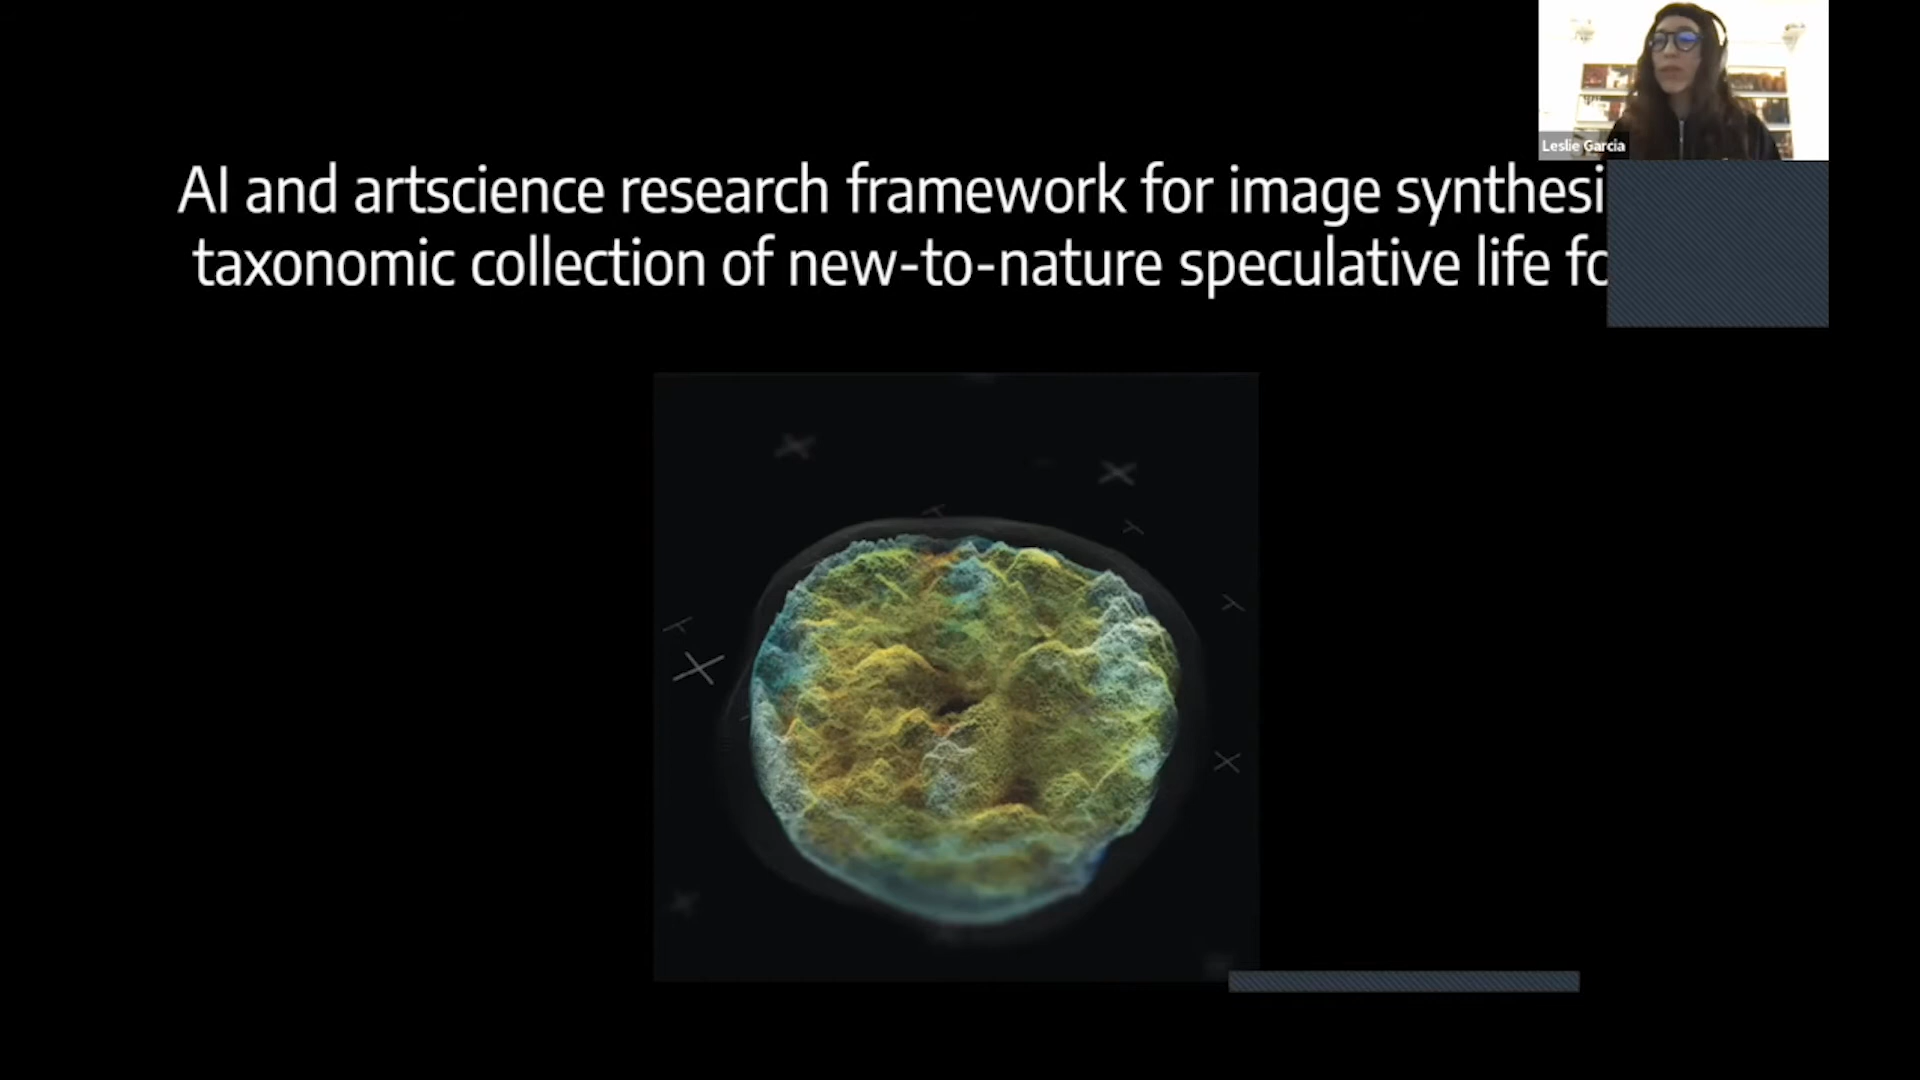 Leslie Garcia
AI and artscience research framework for image synthesi
taxonomic collection of new-to-nature speculative life fo